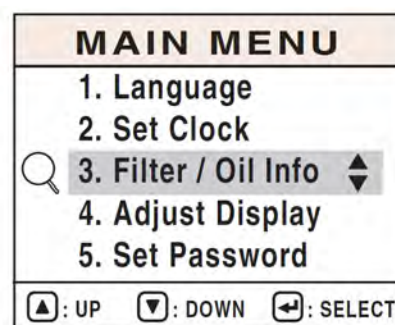 MAIN MENU
1. Language
2. Set Clock
3. Filter / Oil Info
4. Adjust Display
5. Set Password
▲: UP ▼: DOWN ↵: SELECT